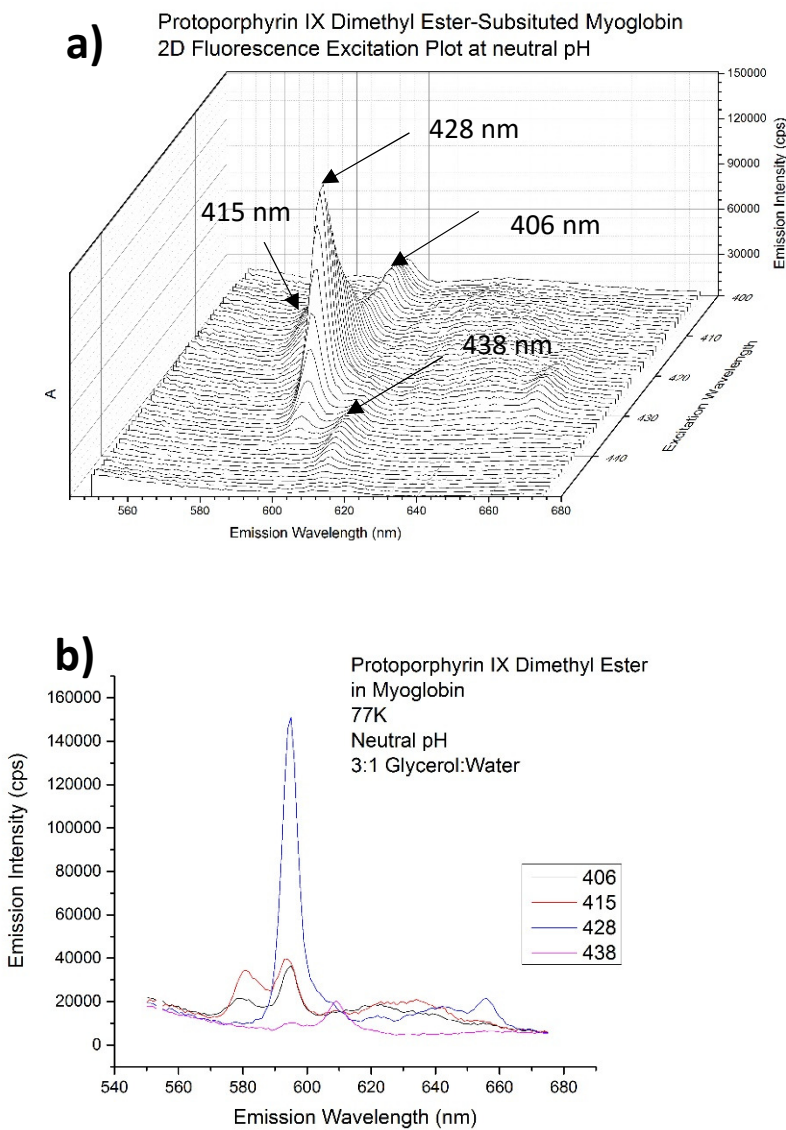 a)
Protoporphyrin IX Dimethyl Ester-Subsituted Myoglobin
2D Fluorescence Excitation Plot at neutral pH
428 nm
415 nm
406 nm
438 nm
150000
120000
90000
60000
30000
Emission Intensity (cps)
400
410
420
430
440
Excitation Wavelength
A
560
580
600
620
640
660
680
Emission Wavelength (nm)
b)
Protoporphyrin IX Dimethyl Ester
in Myoglobin
77K
Neutral pH
3:1 Glycerol:Water
160000
140000
120000
100000
80000
60000
40000
20000
0
Emission Intensity (cps)
406
415
428
438
540
560
580
600
620
640
660
680
Emission Wavelength (nm)